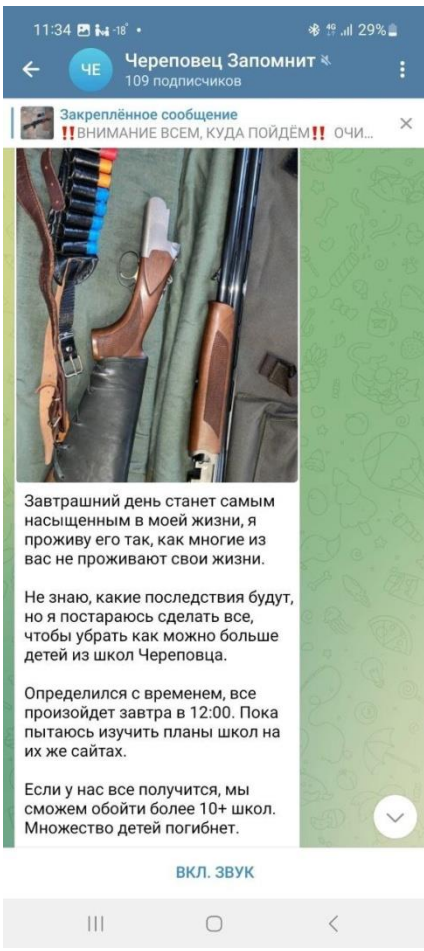 11:34 -18° •
4G 29%
ЧЕ
Череповец Запомнит
109 подписчиков
Закреплённое сообщение
‼ВНИМАНИЕ ВСЕМ, КУДА ПОЙДЁМ‼ ОЧИ...
Завтрашний день станет самым
насыщенным в моей жизни, я
проживу его так, как многие из
вас не проживают свои жизни.
Не знаю, какие последствия будут,
но я постараюсь сделать все,
чтобы убрать как можно больше
детей из школ Череповца.
Определился с временем, все
произойдет завтра в 12:00. Пока
пытаюсь изучить планы школ на
их же сайтах.
Если у нас все получится, мы
сможем обойти более 10+ школ.
Множество детей погибнет.
ВКЛ. ЗВУК